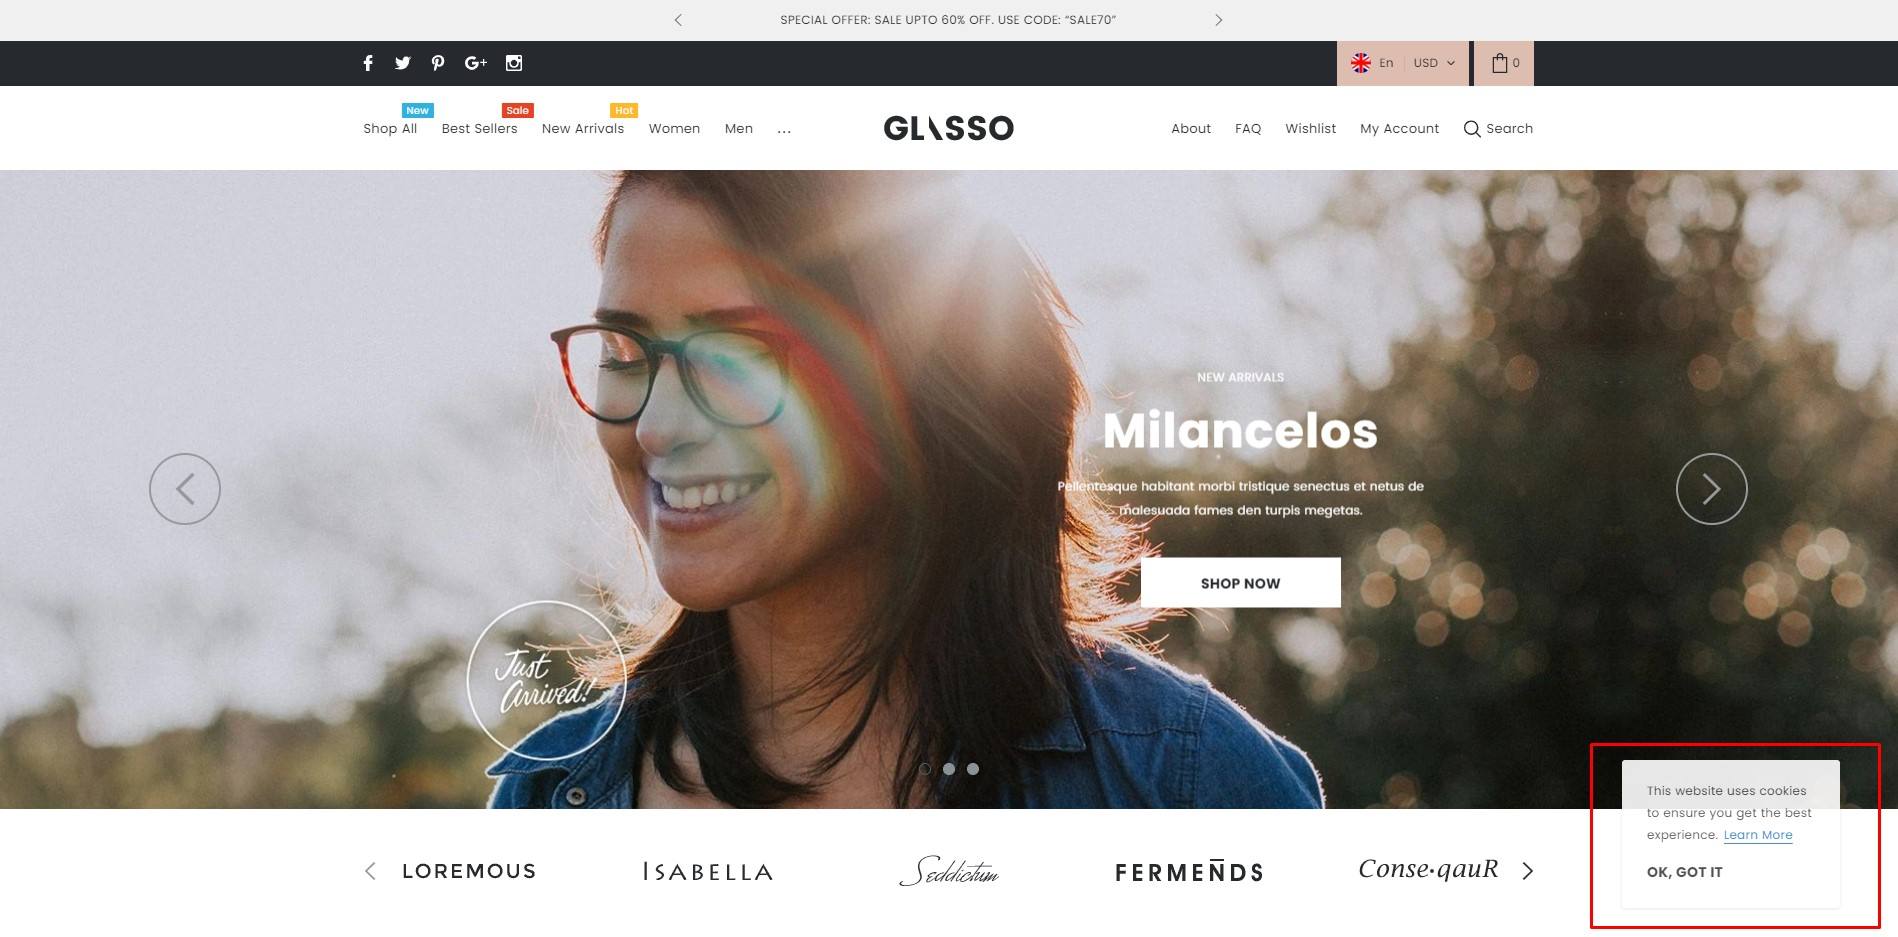 SPECIAL OFFER: SALE UPTO 60% OFF. USE CODE: “SALE70”
En USD 0
New Sale Hot
Shop All Best Sellers New Arrivals Women Men ... GLASSO About FAQ Wishlist My Account Search
NEW ARRIVALS
Milancelos
Pellentesque habitant morbi tristique senectus et netus de
malesuada fames den turpis megetas.
SHOP NOW
Just
Arrived!
This website uses cookies
to ensure you get the best
experience. Learn More
OK, GOT IT
LOREMOUS ISABELLA Seddictum FERMEÑDS Conse•qauR